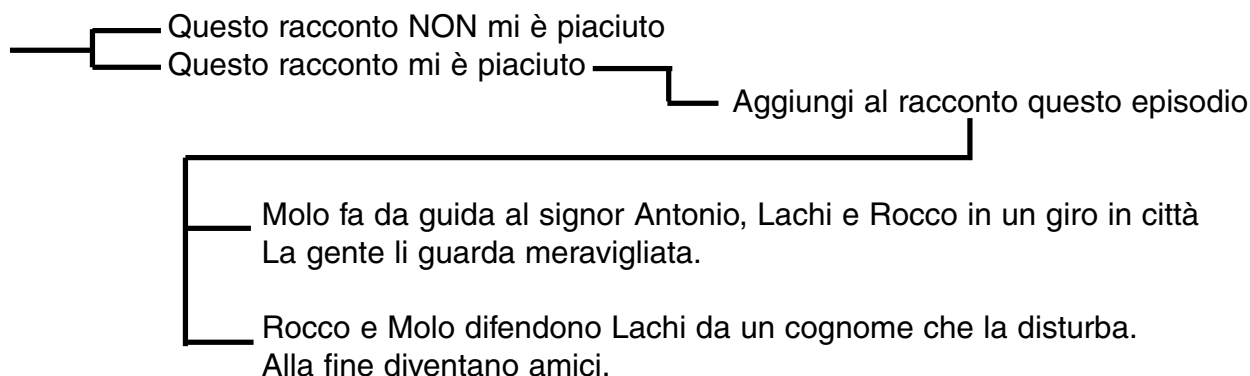 Questo racconto NON mi è piaciuto
Questo racconto mi è piaciuto
Aggiungi al racconto questo episodio
Molo fa da guida al signor Antonio, Lachi e Rocco in un giro in città
La gente li guarda meravigliata.
Rocco e Molo difendono Lachi da un cognome che la disturba.
Alla fine diventano amici.